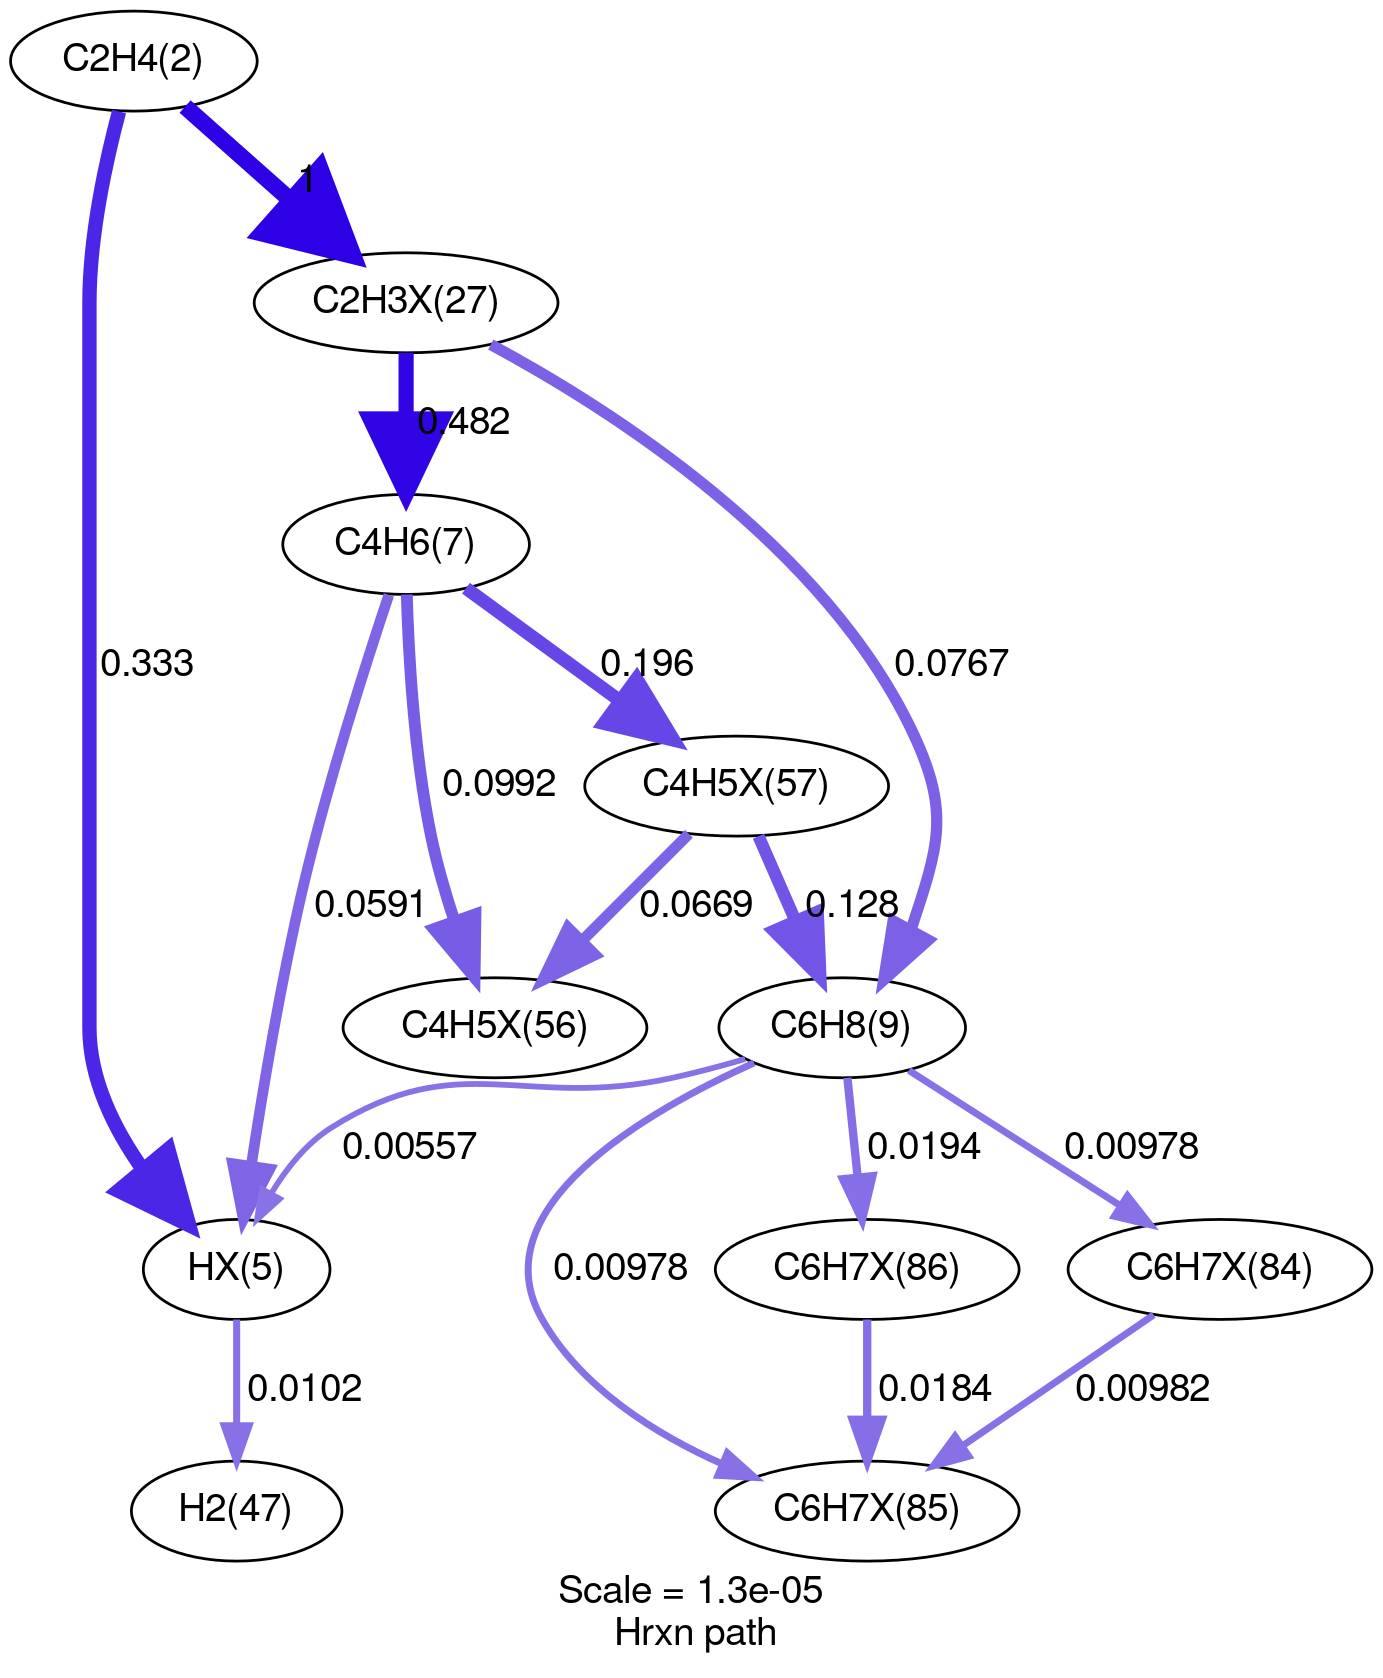 C2H4(2)
1
C2H3X(27)
0.482
C4H6(7)
0.333
0.196
0.0767
C4H5X(57)
0.0992
0.0591
0.0669
0.128
C4H5X(56)
C6H8(9)
0.00557
0.0194
0.00978
HX(5)
0.00978
C6H7X(86)
C6H7X(84)
0.0102
0.0184
0.00982
H2(47)
C6H7X(85)
Scale = 1.3e-05
Hrxn path